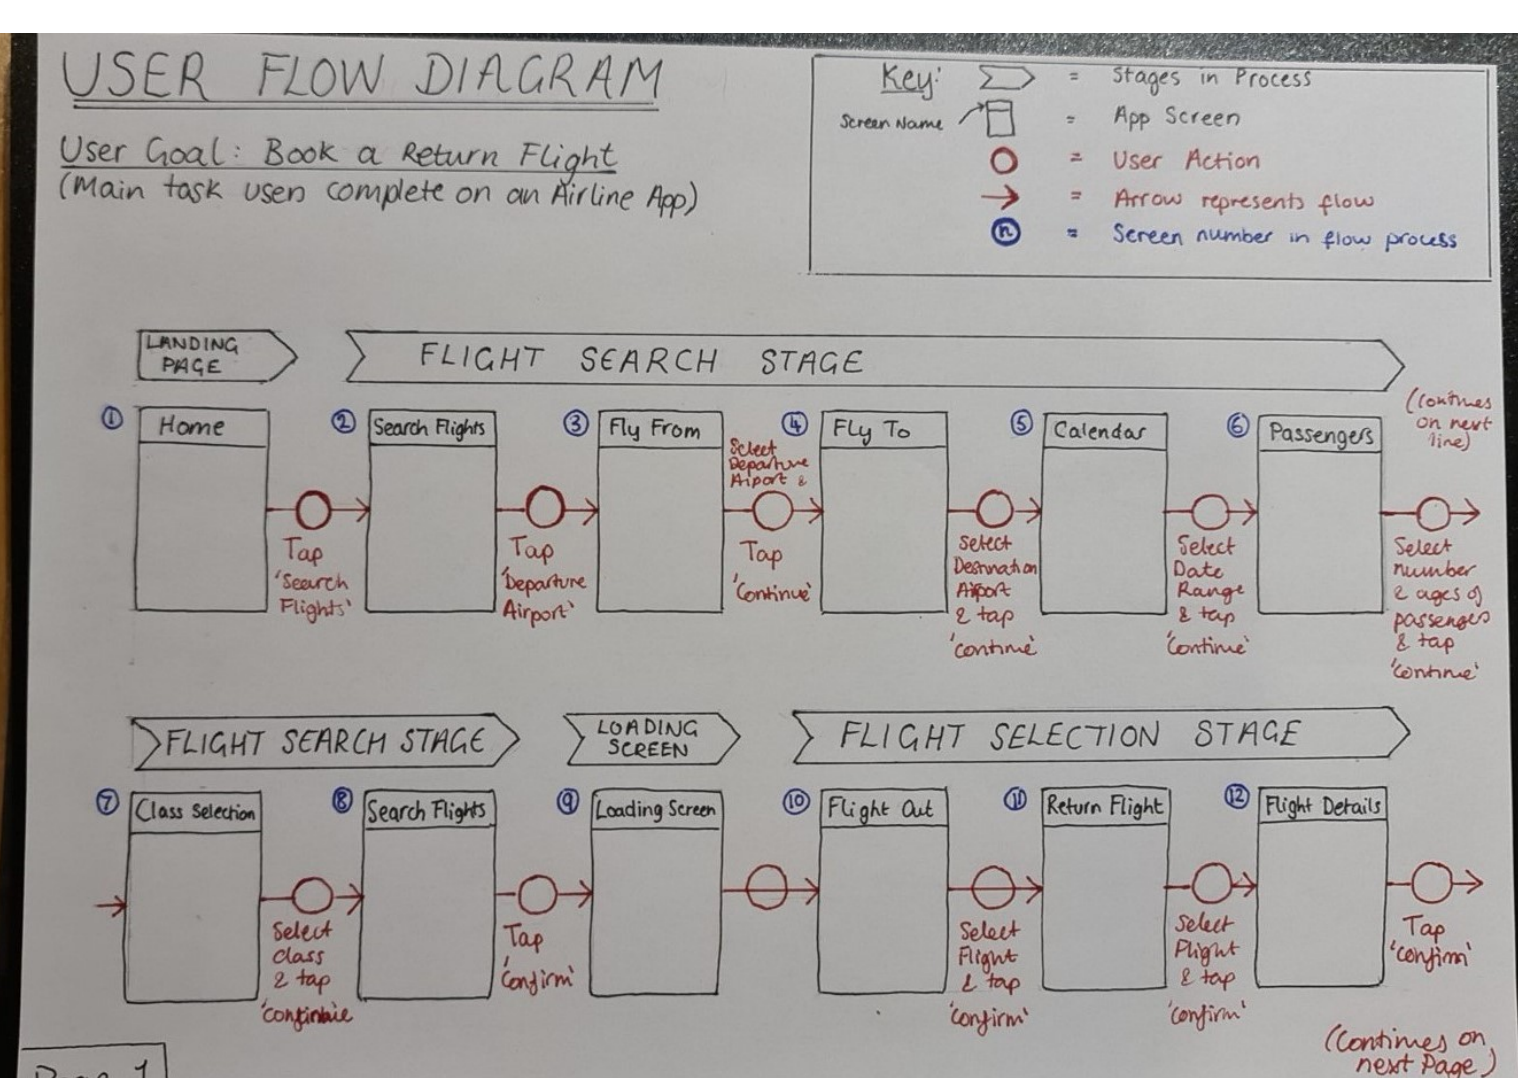 USER FLOW DIAGRAM
User Goal: Book a Return Flight
(Main task users complete on an Airline App)
Key:
= Stages in Process
Screen Name
= App Screen
= User Action
= Arrow represents flow
n = Screen number in flow process
LANDING
PAGE
FLIGHT SEARCH STAGE
(Continues
on next
line)
1 Home
2 Search Flights
3 Fly From
4 Fly To
5 Calendar
6 Passengers
Tap
'Search
Flights'
Tap
'Departure
Airport'
Select
Departure
Aiport &
Tap
'Continue'
Select
Destination
Airport
& tap
'continue'
Select
Date
Range
& tap
'Continue'
Select
number
& ages of
passengers
& tap
'Continue'
FLIGHT SEARCH STAGE
LOADING
SCREEN
FLIGHT SELECTION STAGE
7 Class Selection
8 Search Flights
9 Loading Screen
10 Flight Out
11 Return Flight
12 Flight Details
Select
class
& tap
'continue
Tap
'Confirm'
Select
Flight
& tap
'Confirm'
Select
Flight
& tap
'Confirm'
Tap
'Confirm'
(Continues on
next Page)
Page 1